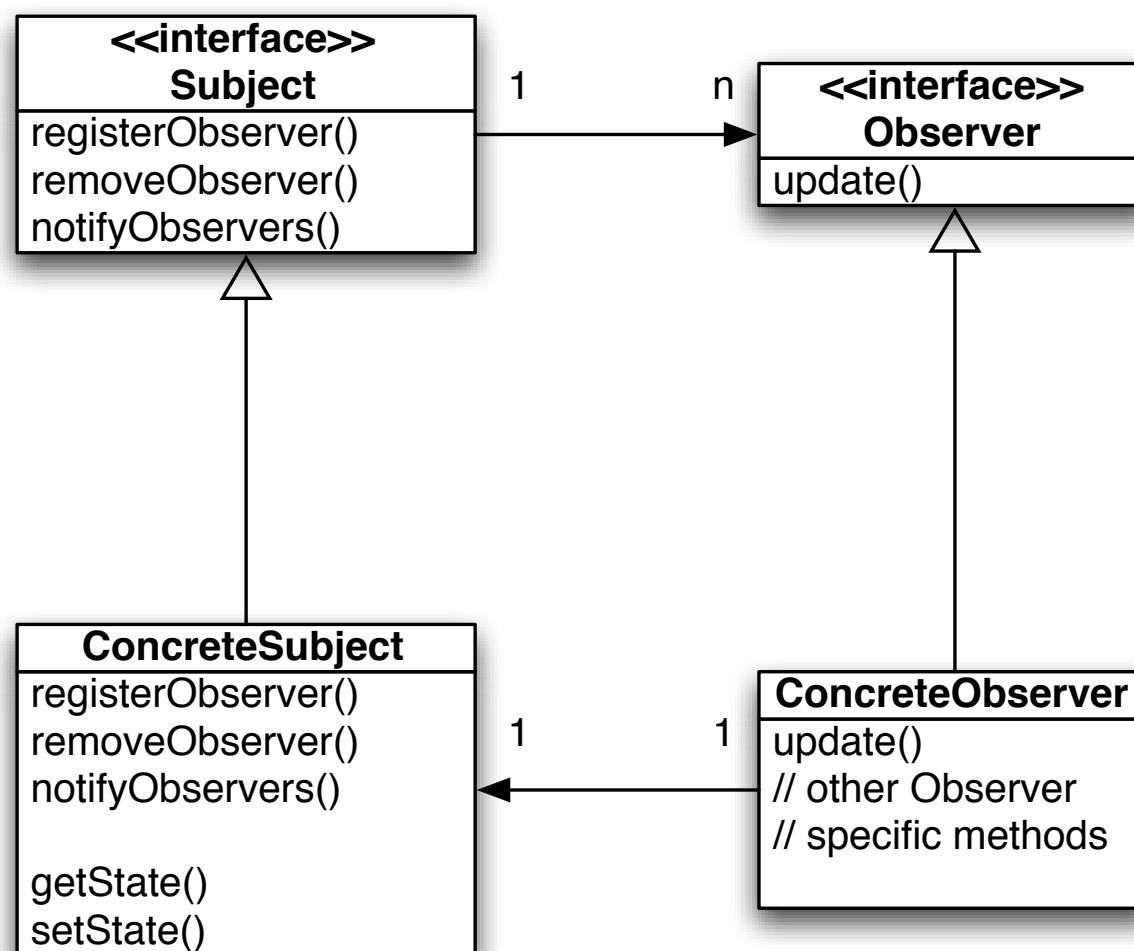 <<interface>>
Subject
registerObserver()
removeObserver()
notifyObservers()
1
n
<<interface>>
Observer
update()
ConcreteSubject
registerObserver()
removeObserver()
notifyObservers()
getState()
setState()
1
1
ConcreteObserver
update()
// other Observer
// specific methods